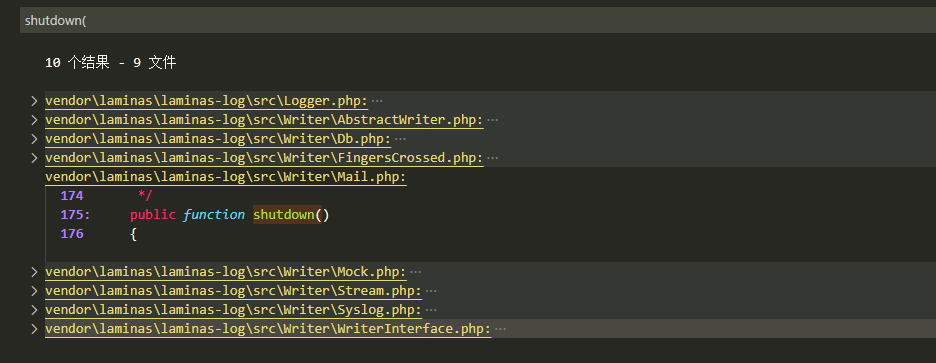 shutdown(
10 个结果 - 9 文件
vendor\laminas\laminas-log\src\Logger.php: ···
vendor\laminas\laminas-log\src\Writer\AbstractWriter.php: ···
vendor\laminas\laminas-log\src\Writer\Db.php: ···
vendor\laminas\laminas-log\src\Writer\FingersCrossed.php: ···
vendor\laminas\laminas-log\src\Writer\Mail.php:
174 */
175: public function shutdown()
176 {
vendor\laminas\laminas-log\src\Writer\Mock.php: ···
vendor\laminas\laminas-log\src\Writer\Stream.php: ···
vendor\laminas\laminas-log\src\Writer\Syslog.php: ···
vendor\laminas\laminas-log\src\Writer\WriterInterface.php: ···